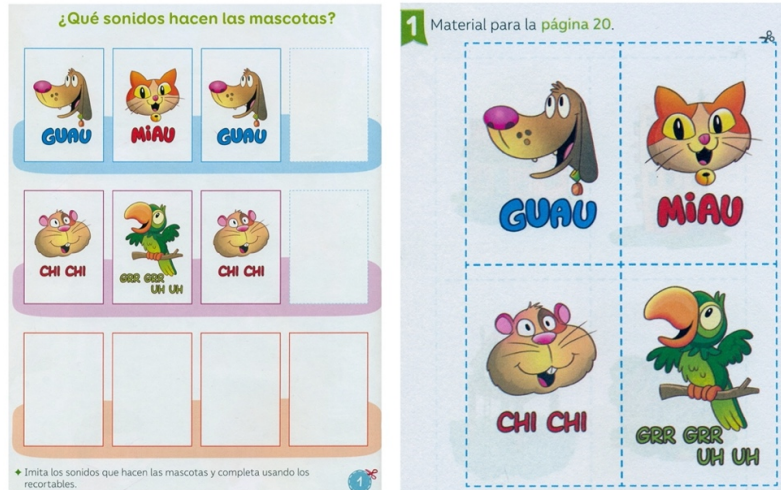 ¿Qué sonidos hacen las mascotas?
GUAU
MIAU
GUAU
CHI CHI
GRR GRR
UH UH
CHI CHI
✦ Imita los sonidos que hacen las mascotas y completa usando los
recortables.
1
1 Material para la página 20.
GUAU
MIAU
CHI CHI
GRR GRR
UH UH